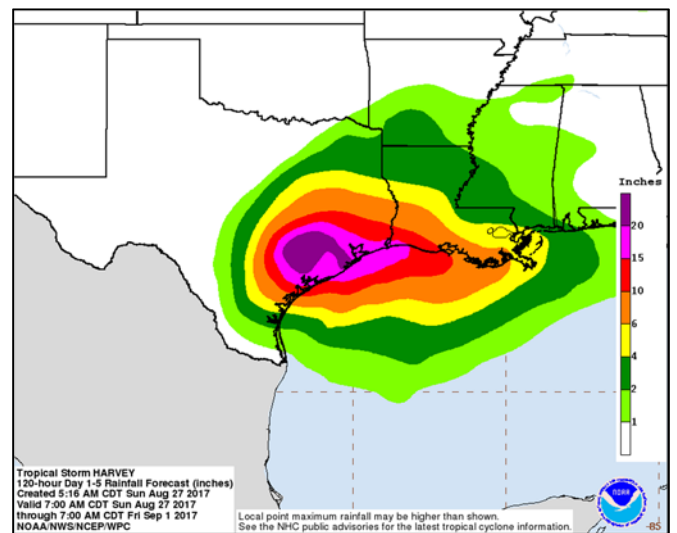 Inches
20
15
10
6
4
2
1
Tropical Storm HARVEY
120-hour Day 1-5 Rainfall Forecast (inches)
Created 5:16 AM CDT Sun Aug 27 2017
Valid 7:00 AM CDT Sun Aug 27 2017
through 7:00 AM CDT Fri Sep 1 2017
NOAA/NWS/NCEP/WPC
Local point maximum rainfall may be higher than shown.
See the NHC public advisories for the latest tropical cyclone information.
NOAA
-85